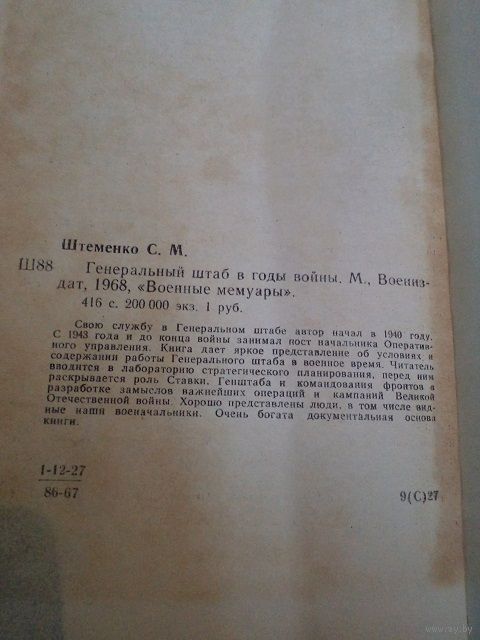 Штеменко С. М.
Ш88 Генеральный штаб в годы войны. М., Воениз-
дат, 1968, «Военные мемуары».
416 с. 200 000 экз. 1 руб.
Свою службу в Генеральном штабе автор начал в 1940 году.
С 1943 года и до конца войны занимал пост начальника Оператив-
ного управления. Книга дает яркое представление об условиях и
содержании работы Генерального штаба в военное время. Читатель
вводится в лабораторию стратегического планирования, перед ним
раскрывается роль Ставки, Генштаба и командования фронтов в
разработке замыслов важнейших операций и кампаний Великой
Отечественной войны. Хорошо представлены люди, в том числе вид-
ные наши военачальники. Очень богата документальная основа
книги.
1-12-27
86-67
9(С)27
www.ay.by